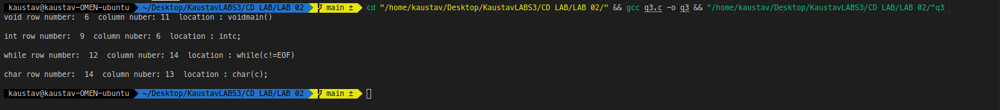 kaustav@kaustav-OMEN-ubuntu ~/Desktop/KaustavLABS3/CD LAB/LAB 02 main ± cd "/home/kaustav/Desktop/KaustavLABS3/CD LAB/LAB 02/" && gcc q3.c -o q3 && "/home/kaustav/Desktop/KaustavLABS3/CD LAB/LAB 02/"q3
void row number:  6  column nuber: 11  location : voidmain()
int row number:  9  column nuber: 6  location : intc;
while row number:  12  column nuber: 14  location : while(c!=EOF)
char row number:  14  column nuber: 13  location : char(c);
kaustav@kaustav-OMEN-ubuntu ~/Desktop/KaustavLABS3/CD LAB/LAB 02 main ±